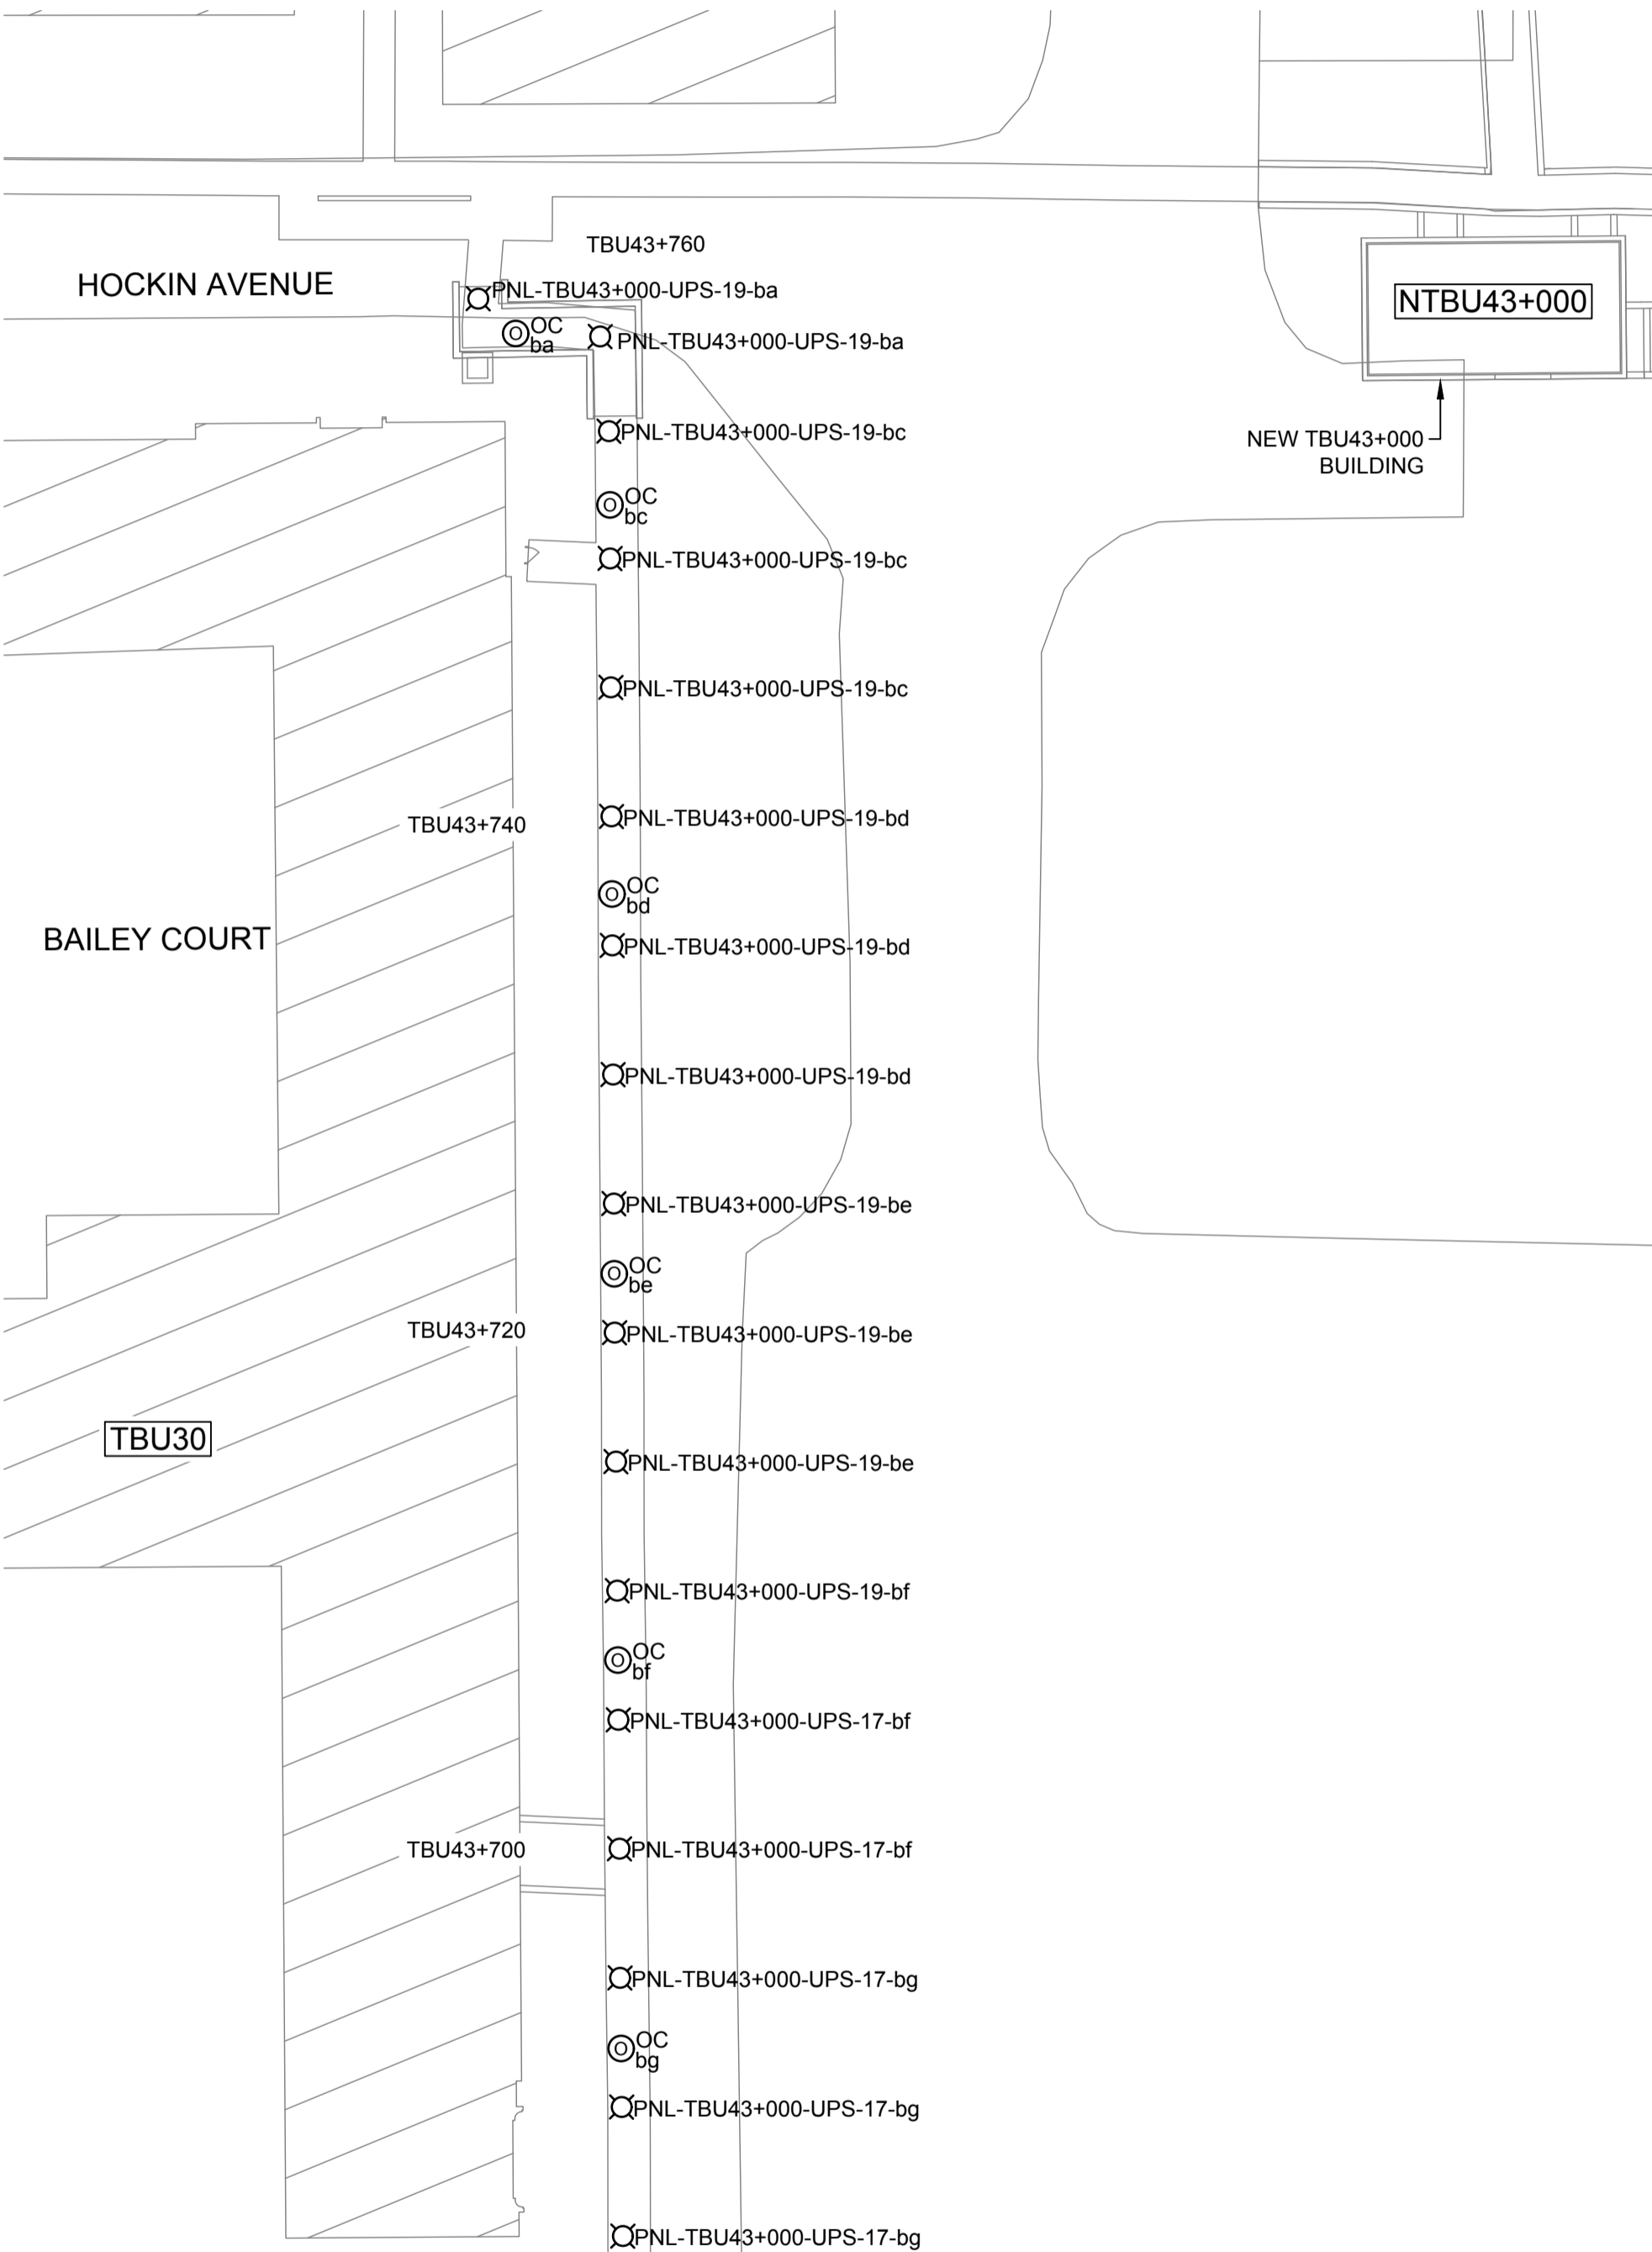 TBU43+760
HOCKIN AVENUE
PNL-TBU43+000-UPS-19-ba
NTBU43+000
O OC
ba
PNL-TBU43+000-UPS-19-ba
PNL-TBU43+000-UPS-19-bc
NEW TBU43+000
BUILDING
O OC
bc
PNL-TBU43+000-UPS-19-bc
PNL-TBU43+000-UPS-19-bc
TBU43+740
PNL-TBU43+000-UPS-19-bd
O OC
bd
BAILEY COURT
PNL-TBU43+000-UPS-19-bd
PNL-TBU43+000-UPS-19-bd
PNL-TBU43+000-UPS-19-be
O OC
be
TBU43+720
PNL-TBU43+000-UPS-19-be
TBU30
PNL-TBU43+000-UPS-19-be
PNL-TBU43+000-UPS-19-bf
O OC
bf
PNL-TBU43+000-UPS-17-bf
TBU43+700
PNL-TBU43+000-UPS-17-bf
PNL-TBU43+000-UPS-17-bg
O OC
bg
PNL-TBU43+000-UPS-17-bg
PNL-TBU43+000-UPS-17-bg